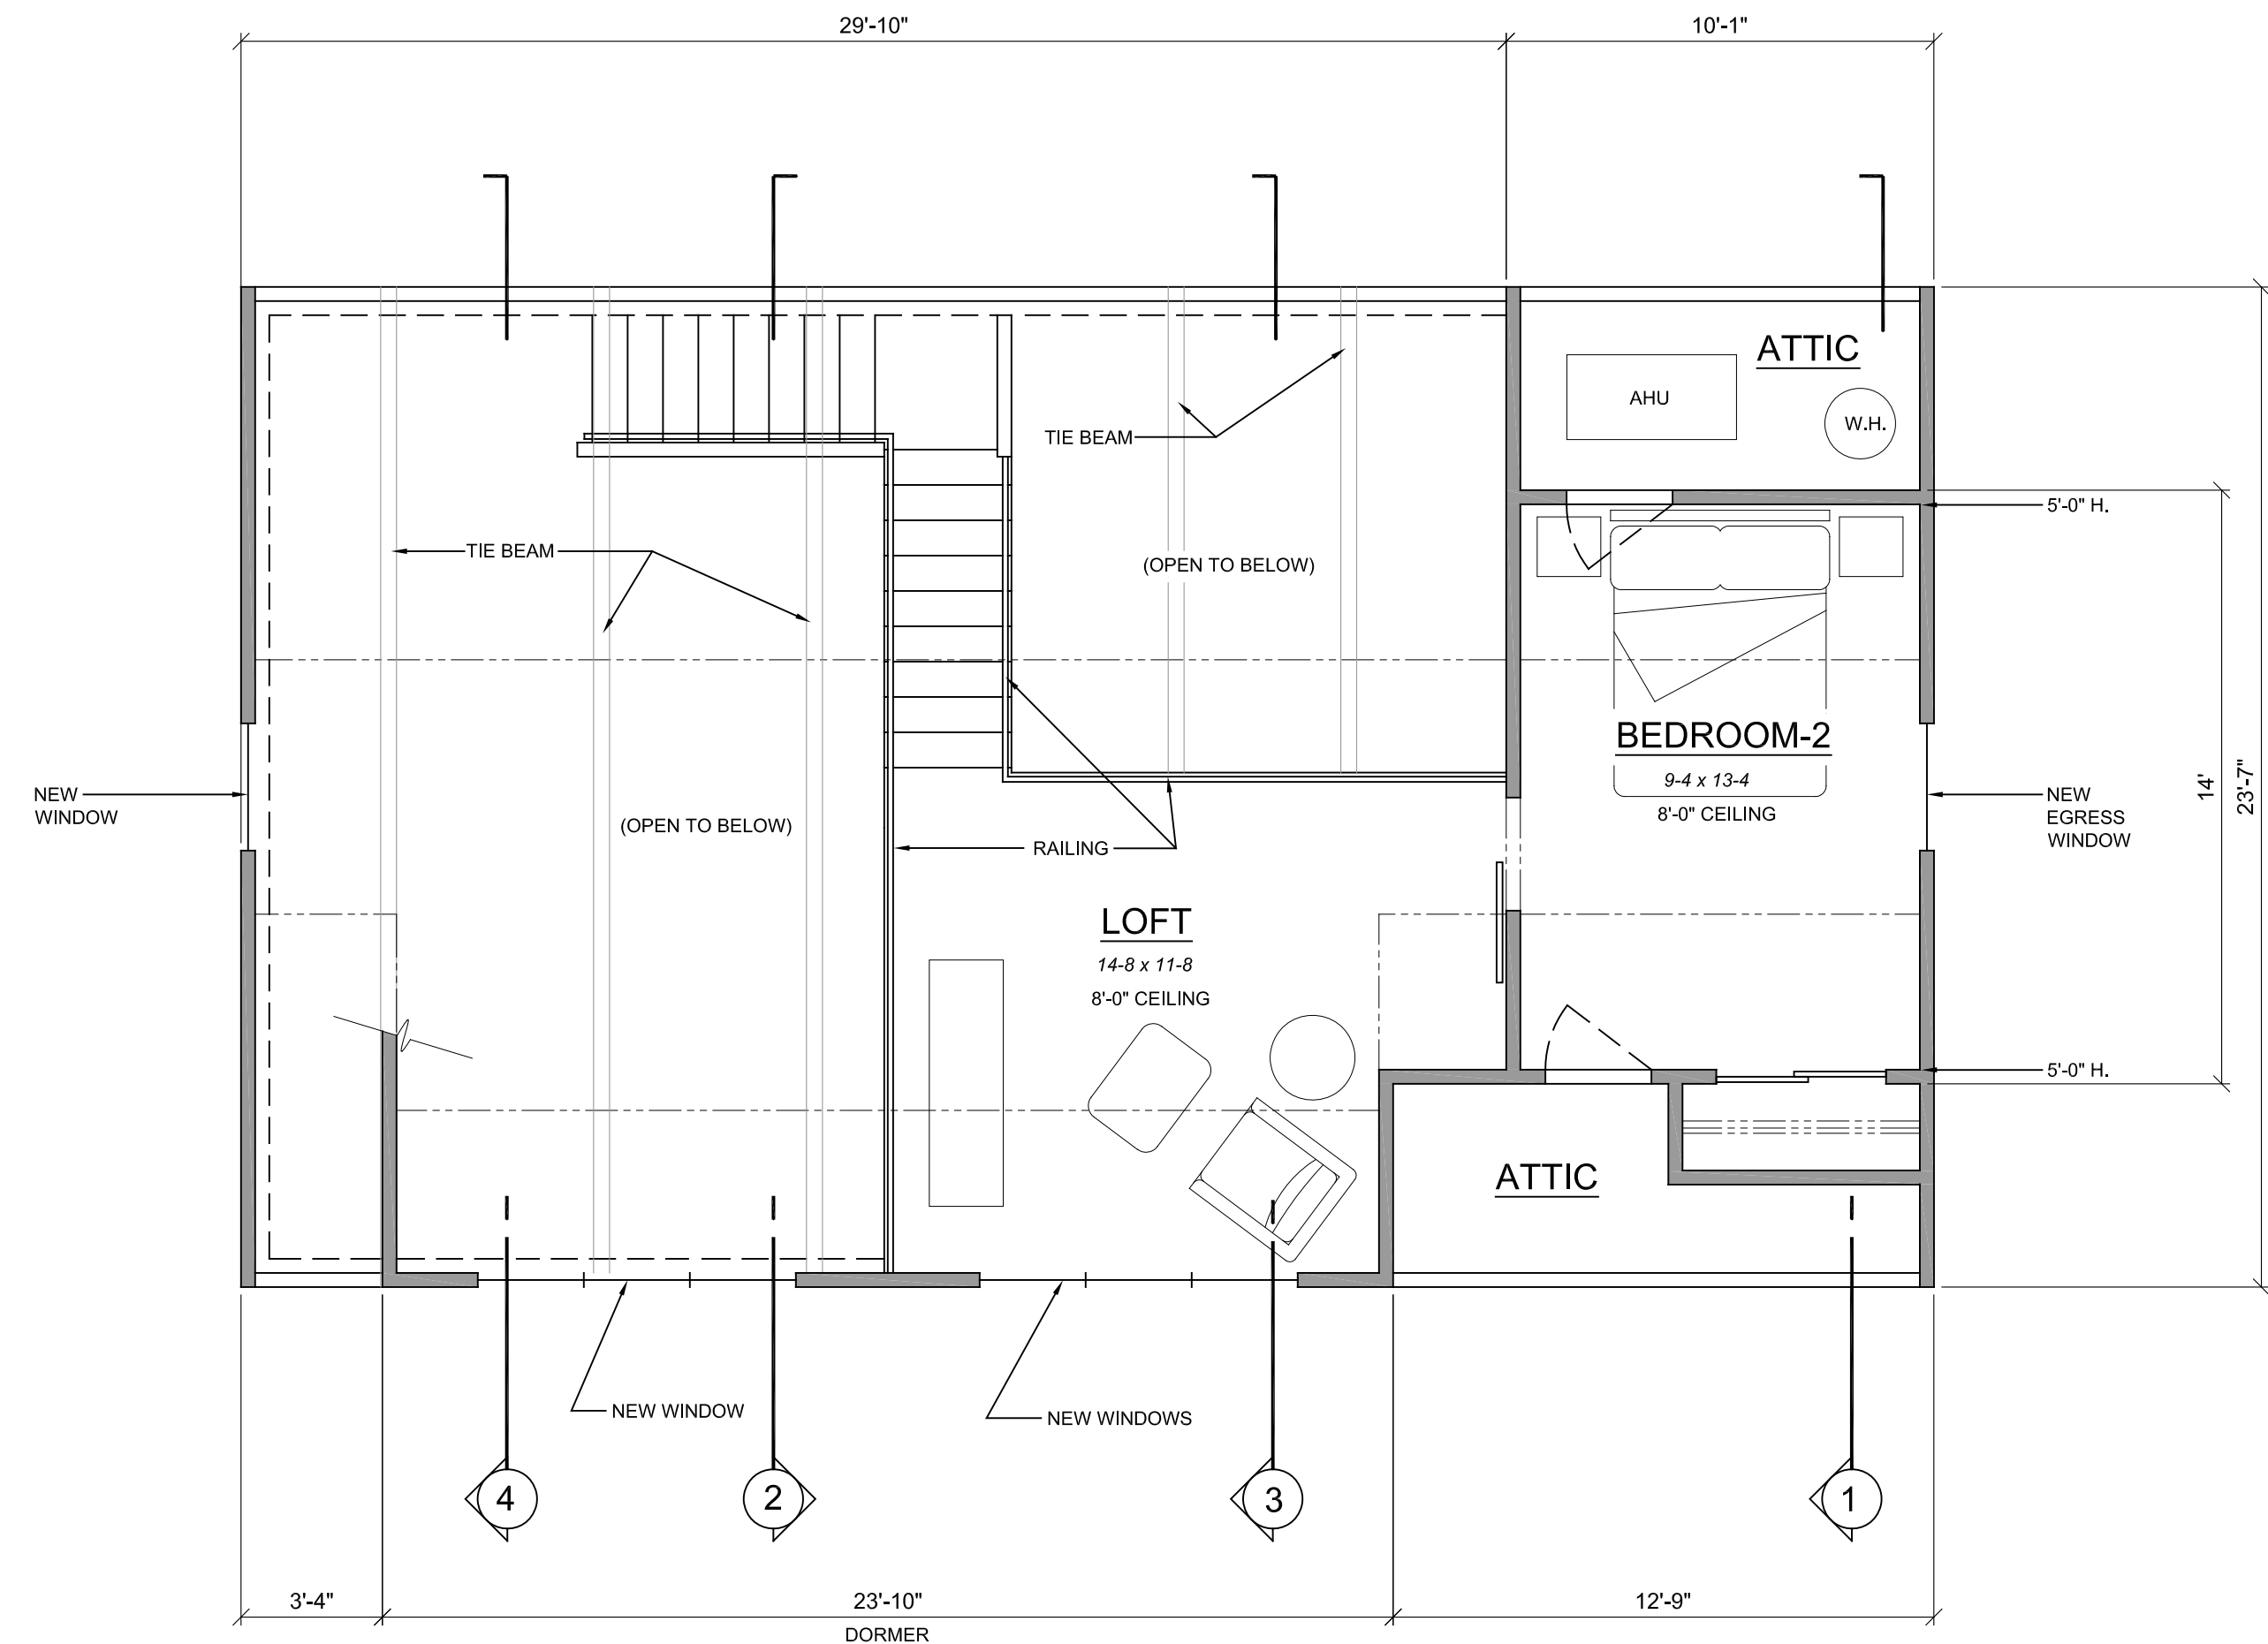 29'-10"
10'-1"
ATTIC
AHU
W.H.
TIE BEAM
5'-0" H.
TIE BEAM
(OPEN TO BELOW)
BEDROOM-2
9-4 x 13-4
8'-0" CEILING
NEW
WINDOW
NEW
EGRESS
WINDOW
14'
23'-7"
(OPEN TO BELOW)
RAILING
LOFT
14-8 x 11-8
8'-0" CEILING
5'-0" H.
ATTIC
NEW WINDOW
NEW WINDOWS
4
2
3
1
3'-4"
23'-10"
12'-9"
DORMER